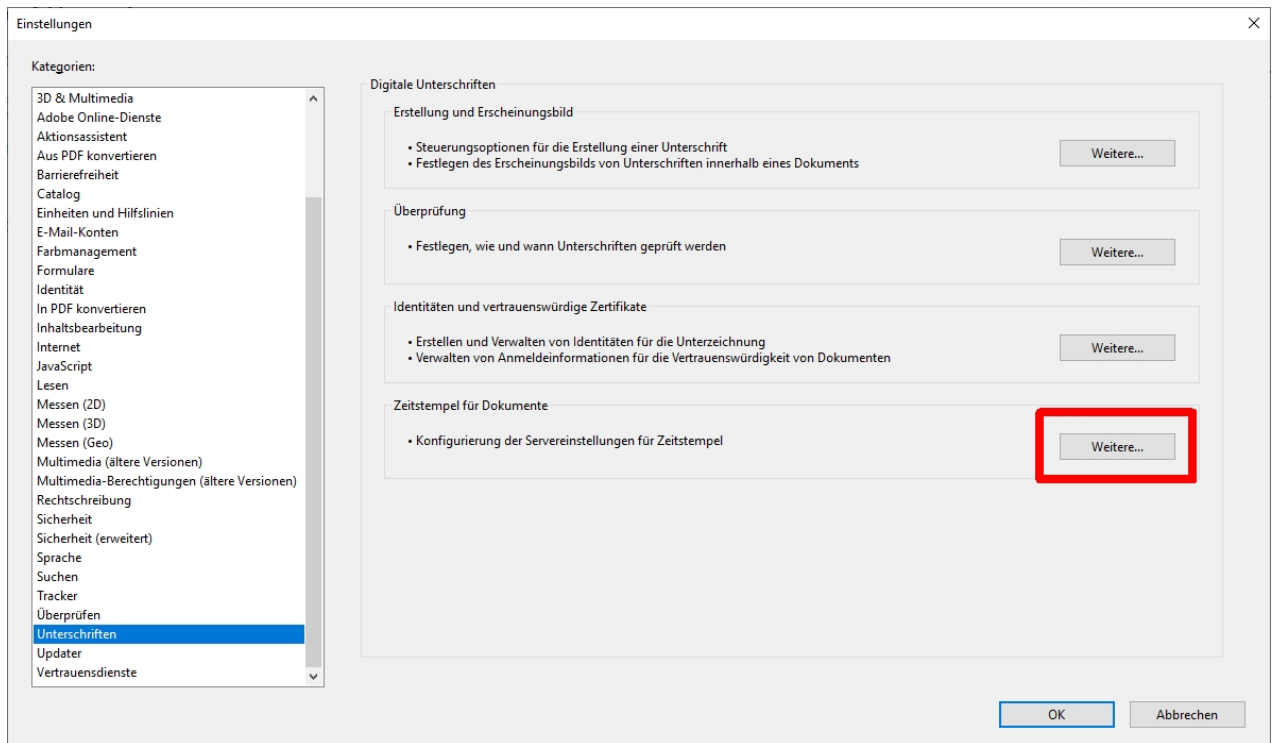 Einstellungen
Kategorien:
3D & Multimedia
Adobe Online-Dienste
Aktionsassistent
Aus PDF konvertieren
Barrierefreiheit
Catalog
Einheiten und Hilfslinien
E-Mail-Konten
Farbmanagement
Formulare
Identität
In PDF konvertieren
Inhaltsbearbeitung
Internet
JavaScript
Lesen
Messen (2D)
Messen (3D)
Messen (Geo)
Multimedia (ältere Versionen)
Multimedia-Berechtigungen (ältere Versionen)
Rechtschreibung
Sicherheit
Sicherheit (erweitert)
Sprache
Suchen
Tracker
Überprüfen
Unterschriften
Updater
Vertrauensdienste
Digitale Unterschriften
Erstellung und Erscheinungsbild
• Steuerungsoptionen für die Erstellung einer Unterschrift
• Festlegen des Erscheinungsbilds von Unterschriften innerhalb eines Dokuments
Weitere...
Überprüfung
• Festlegen, wie und wann Unterschriften geprüft werden
Weitere...
Identitäten und vertrauenswürdige Zertifikate
• Erstellen und Verwalten von Identitäten für die Unterzeichnung
• Verwalten von Anmeldeinformationen für die Vertrauenswürdigkeit von Dokumenten
Weitere...
Zeitstempel für Dokumente
• Konfigurierung der Servereinstellungen für Zeitstempel
Weitere...
OK
Abbrechen